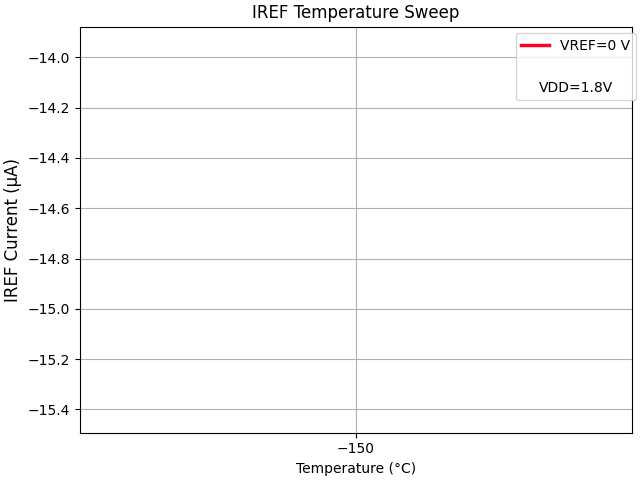 IREF Temperature Sweep
VREF=0 V
VDD=1.8V
IREF Current (µA)
−14.0
−14.2
−14.4
−14.6
−14.8
−15.0
−15.2
−15.4
−150
Temperature (°C)